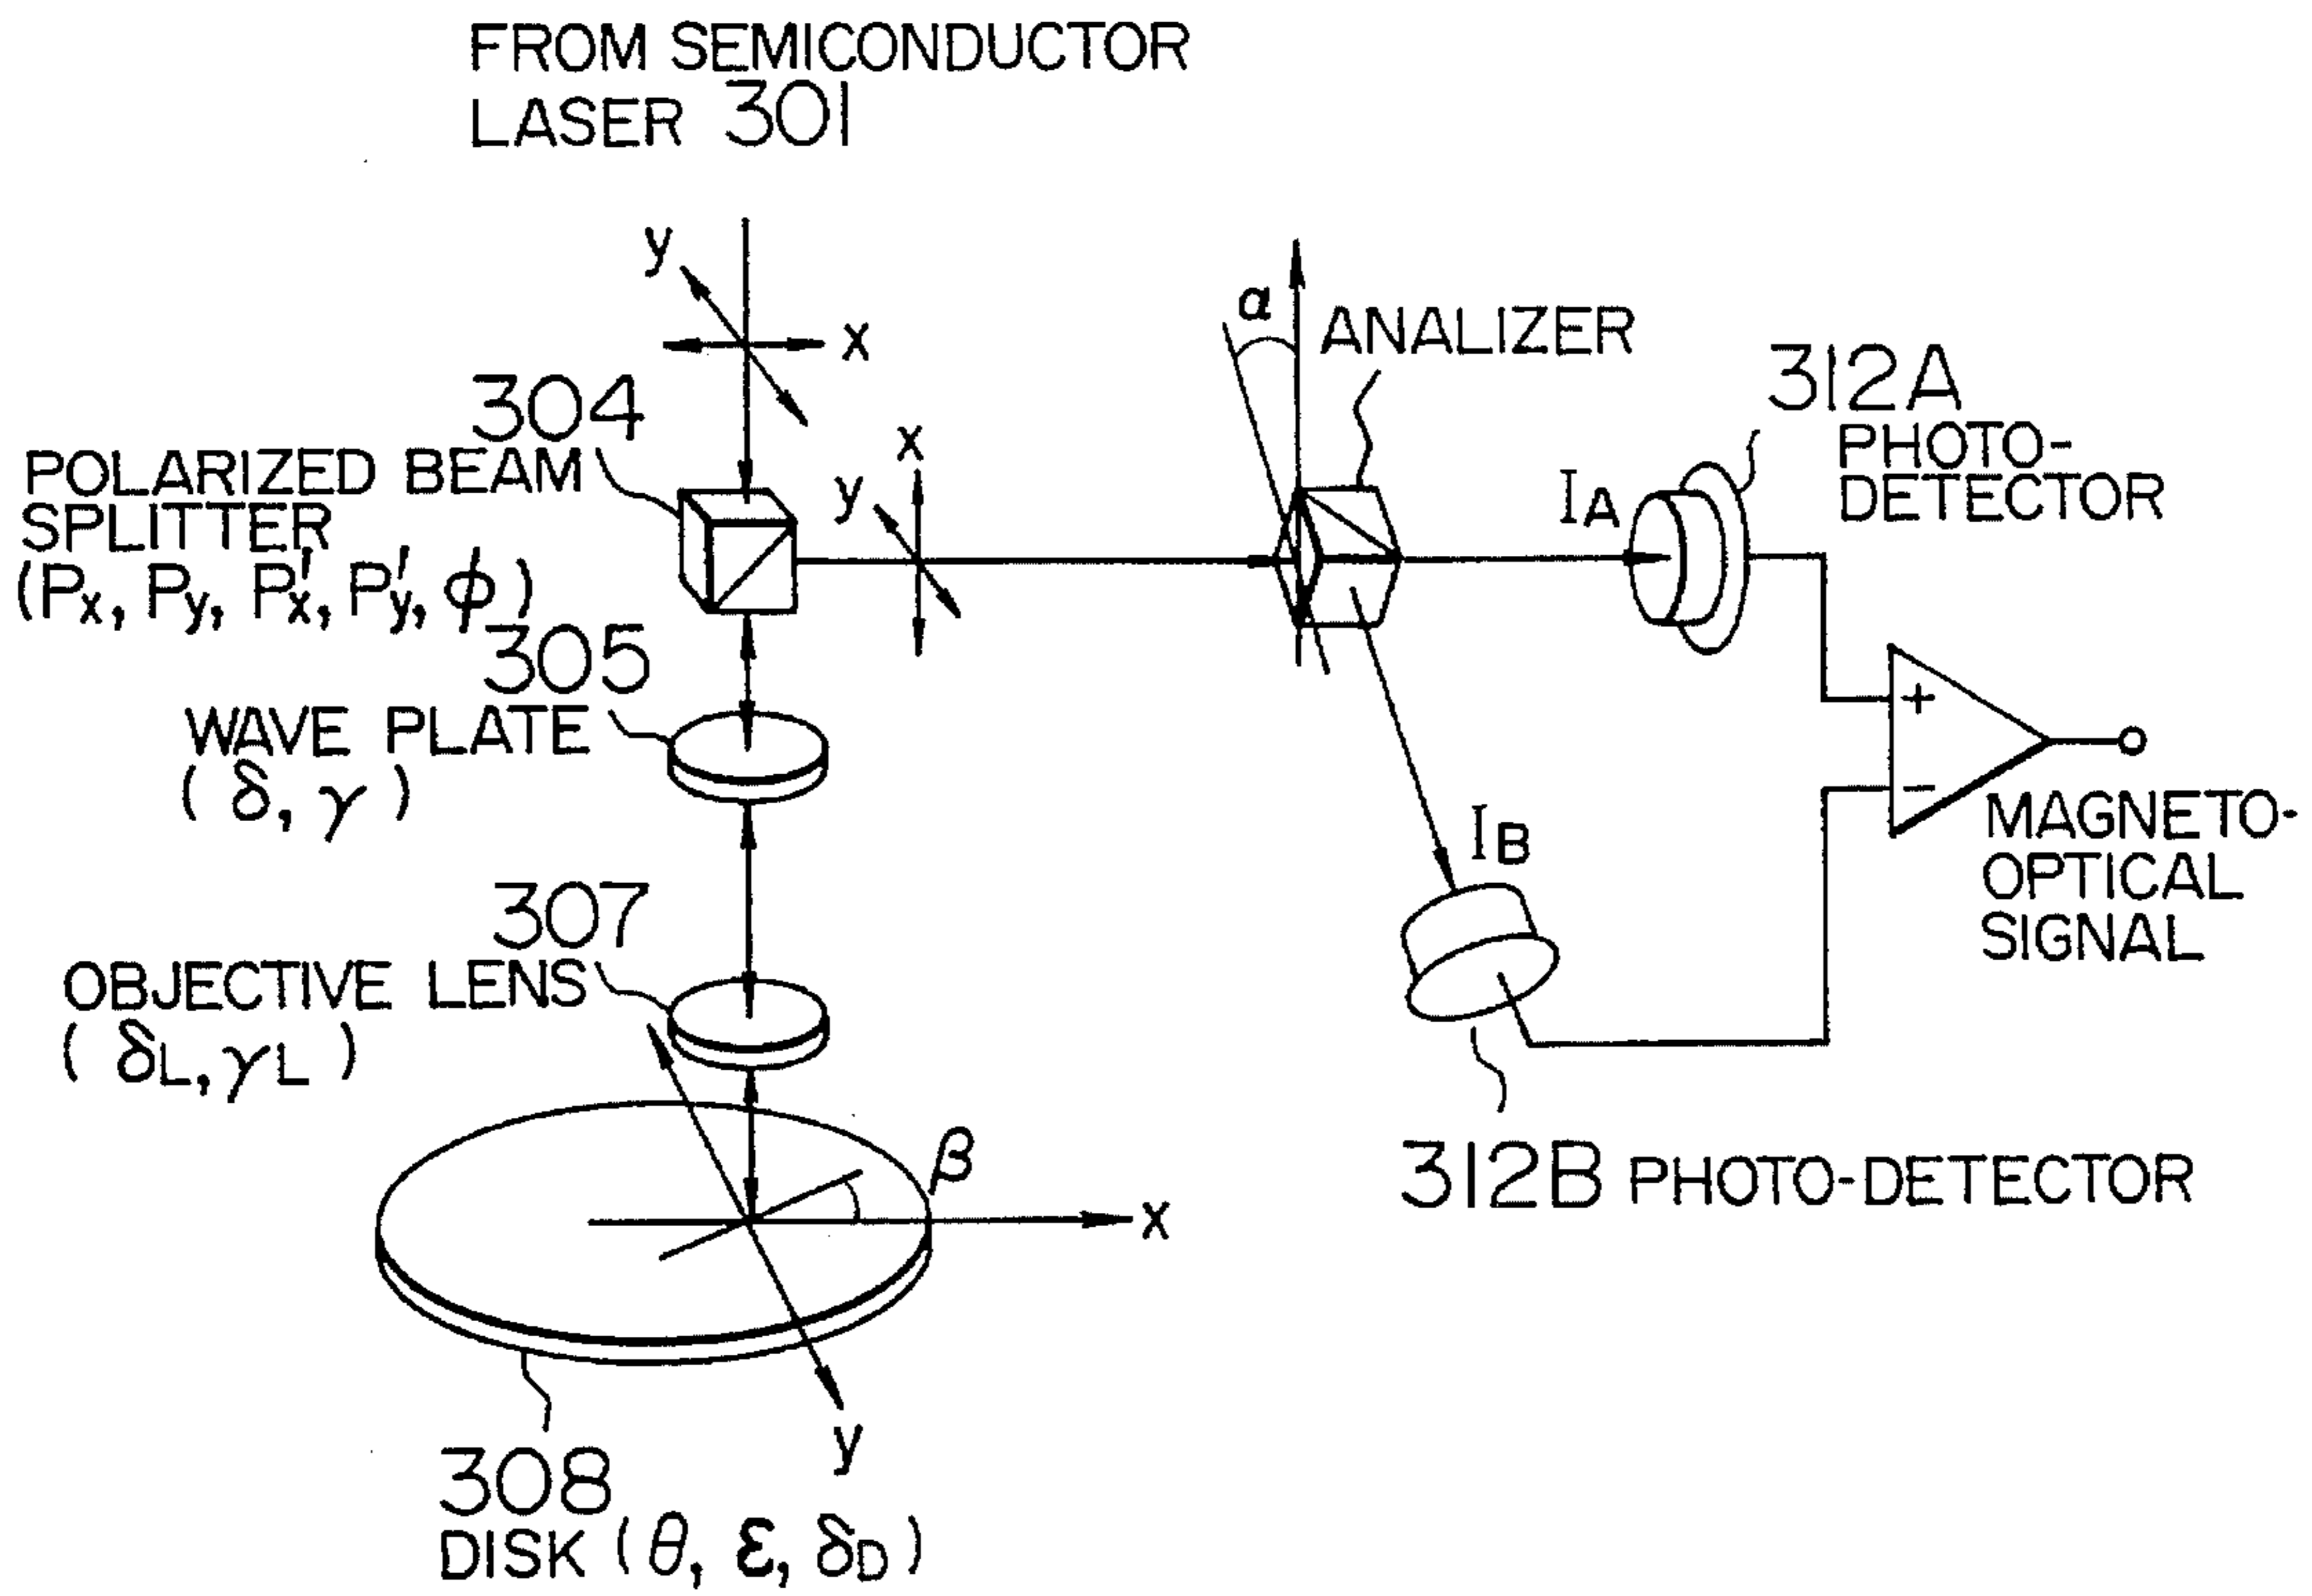 FROM SEMICONDUCTOR
LASER 301
y
x
α
ANALIZER
312A
PHOTO-
DETECTOR
304
POLARIZED BEAM
SPLITTER
(Px, Py, P'x, P'y, ϕ)
x
y
IA
305
WAVE PLATE
(δ, γ)
+
−
MAGNETO-
OPTICAL
SIGNAL
IB
307
OBJECTIVE LENS
(δL, γL)
β
x
y
312B PHOTO-DETECTOR
308
DISK (θ, ε, δD)